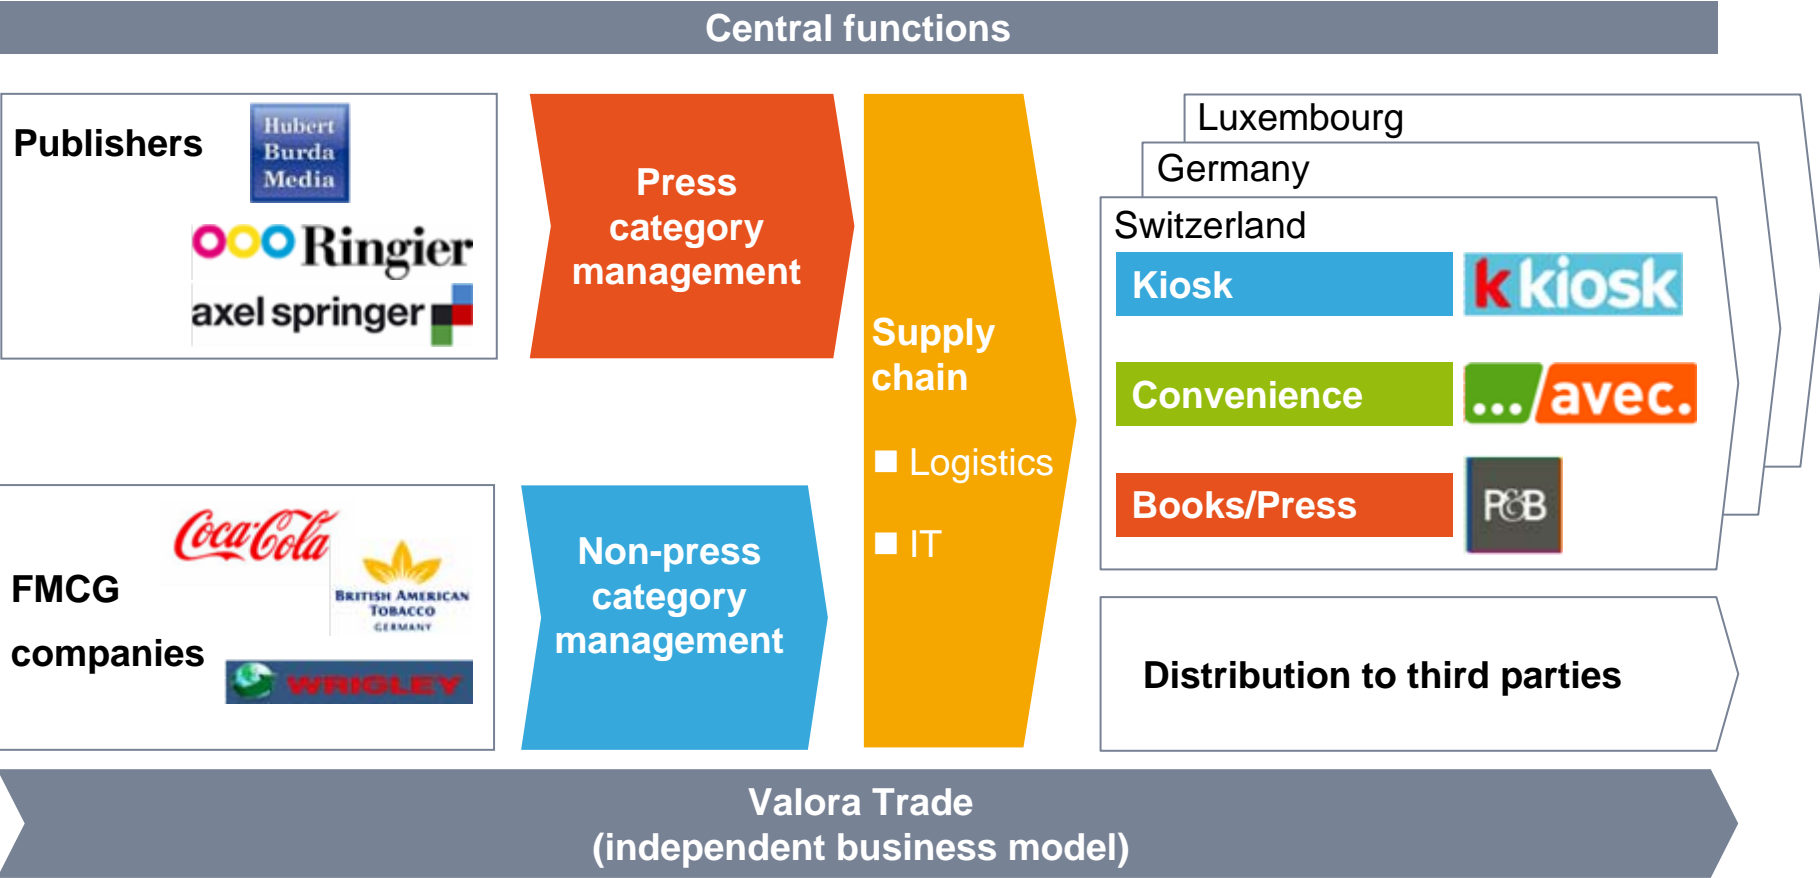 Central functions
Publishers
Hubert
Burda
Media
Ringier
axel springer
Press
category
management
Supply
chain
Logistics
IT
Luxembourg
Germany
Switzerland
Kiosk
k kiosk
Convenience
.../avec.
Books/Press
P&B
FMCG
companies
Coca-Cola
BRITISH AMERICAN
TOBACCO
GERMANY
WRIGLEY
Non-press
category
management
Distribution to third parties
Valora Trade
(independent business model)